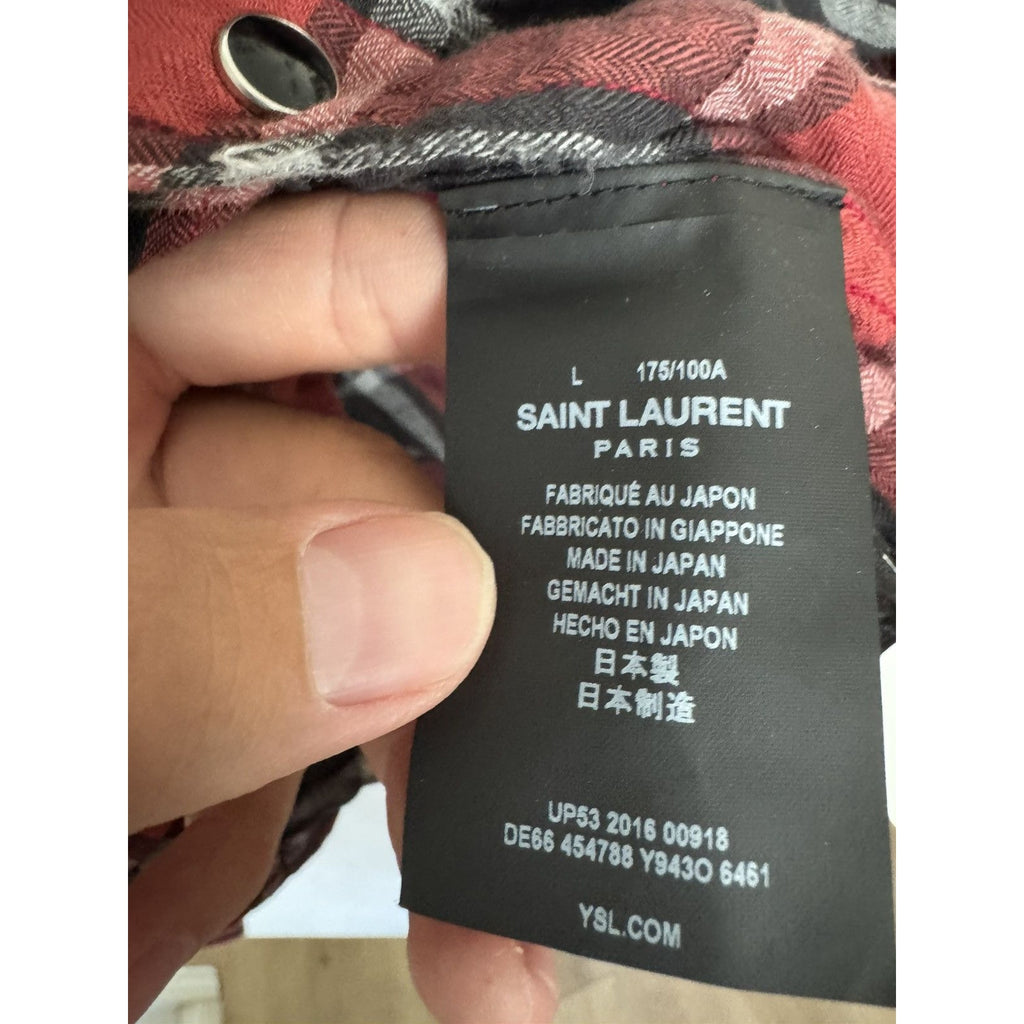 L 175/100A
SAINT LAURENT
PARIS
FABRIQUÉ AU JAPON
FABBRICATO IN GIAPPONE
MADE IN JAPAN
GEMACHT IN JAPAN
HECHO EN JAPON
日本製
日本制造
UP53 2016 00918
DE66 454788 Y943O 6461
YSL.COM